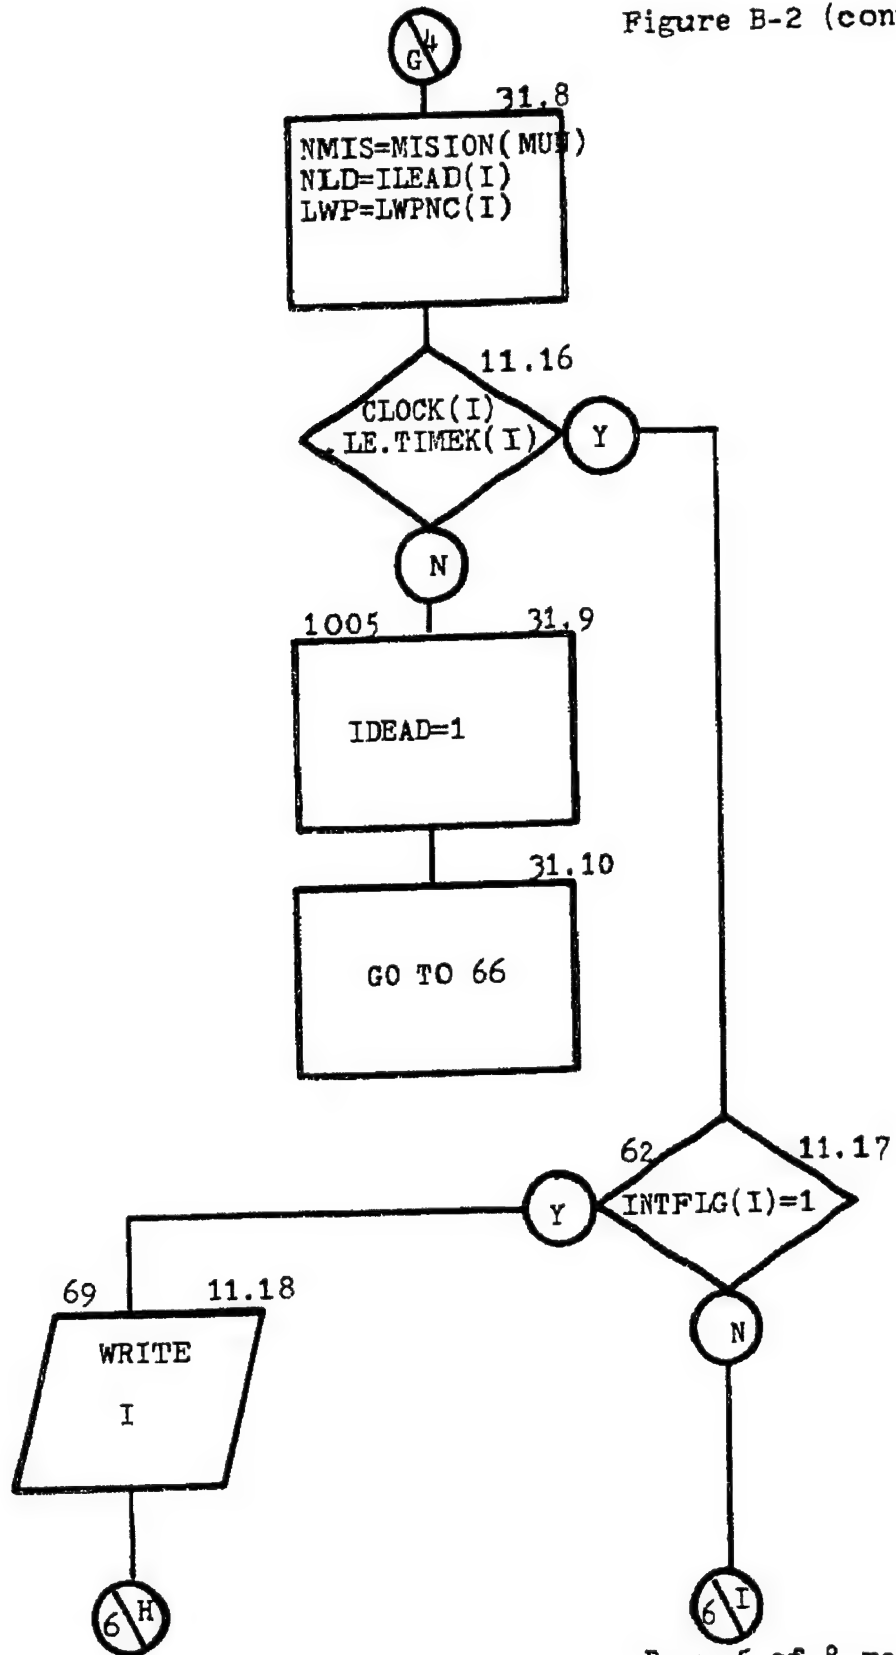 Figure B-2 (con
G 4
31.8
NMIS=MISION(MUN)
NLD=ILEAD(I)
LWP=LWPNC(I)
11.16
CLOCK(I)
.LE.TIMEK(I)
Y
N
1005 31.9
IDEAD=1
31.10
GO TO 66
62 11.17
INTFLG(I)=1
Y
N
69 11.18
WRITE
I
6 H
6 I